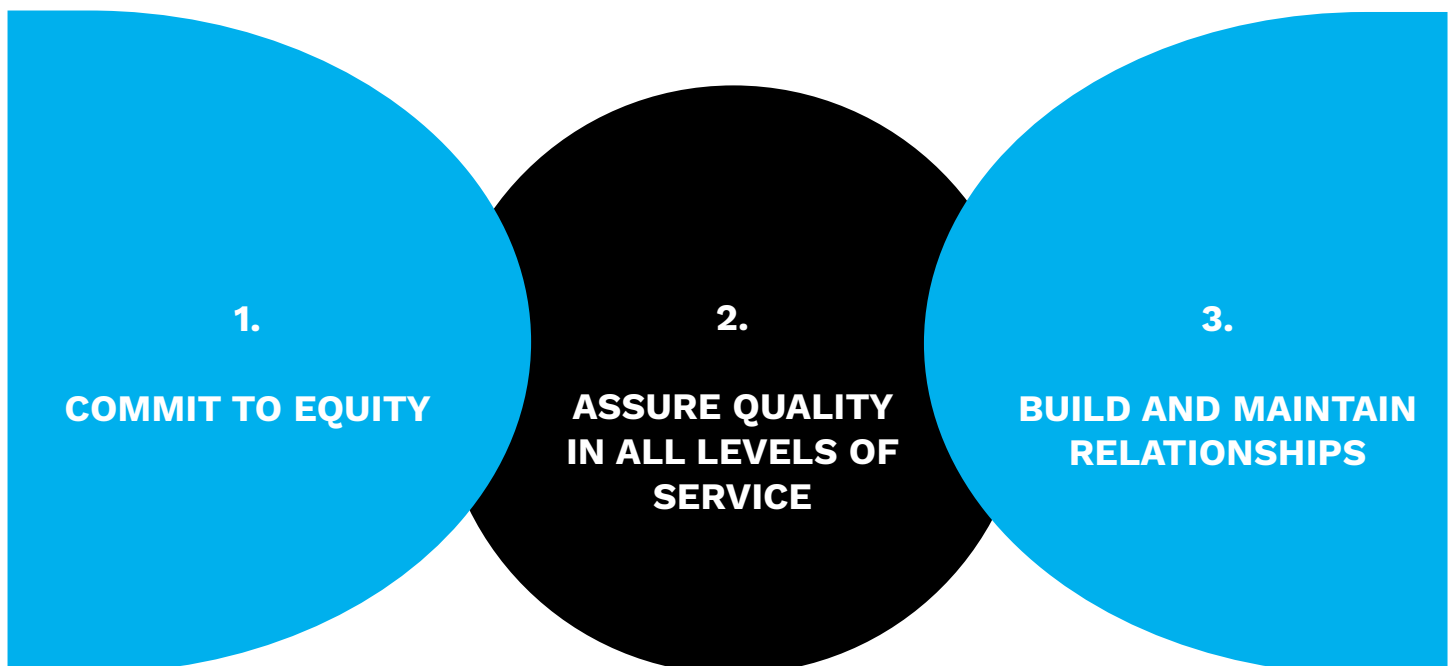 1.
COMMIT TO EQUITY
2.
ASSURE QUALITY
IN ALL LEVELS OF
SERVICE
3.
BUILD AND MAINTAIN
RELATIONSHIPS